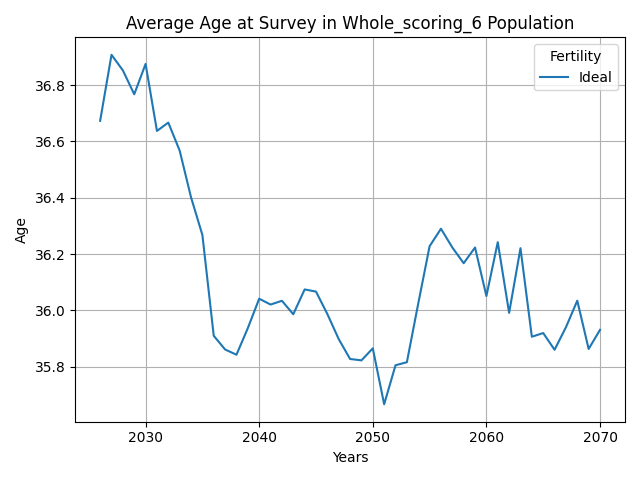 Average Age at Survey in Whole_scoring_6 Population
Fertility
Ideal
36.8
36.6
36.4
36.2
36.0
35.8
Age
2030 2040 2050 2060 2070
Years